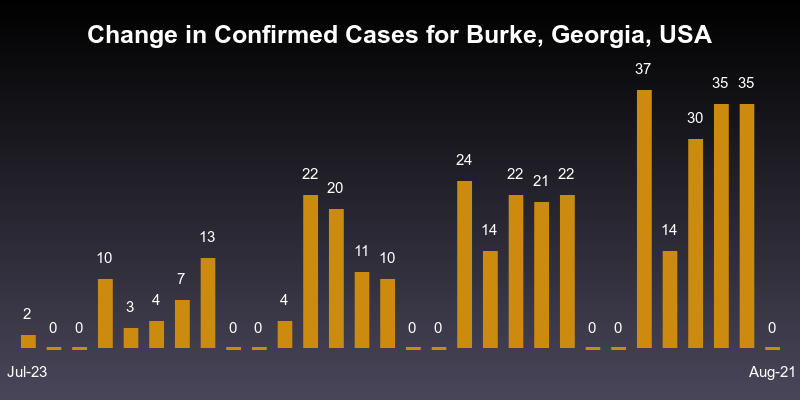 Change in Confirmed Cases for Burke, Georgia, USA
2 0 0 10 3 4 7 13 0 0 4 22 20 11 10 0 0 24 14 22 21 22 0 0 37 14 30 35 35 0
Jul-23 Aug-21